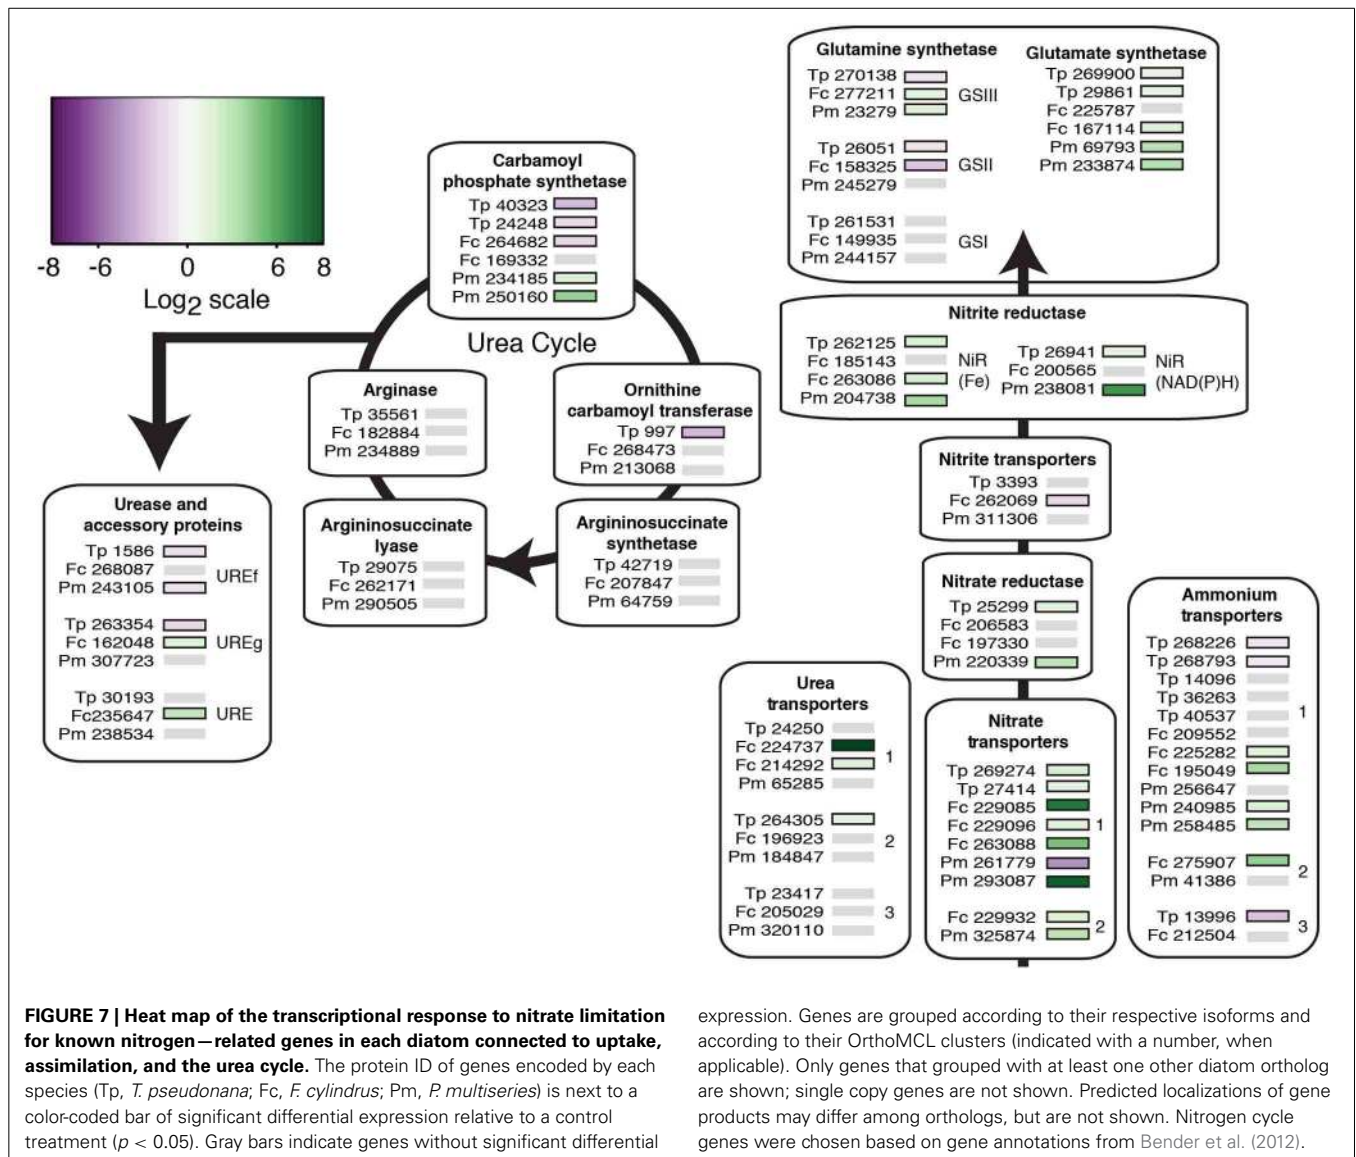 -8 -6 0 6 8
Log2 scale
Carbamoyl
phosphate synthetase
Tp 40323
Tp 24248
Fc 264682
Fc 169332
Pm 234185
Pm 250160
Urea Cycle
Arginase
Tp 35561
Fc 182884
Pm 234889
Ornithine
carbamoyl transferase
Tp 997
Fc 268473
Pm 213068
Argininosuccinate
lyase
Tp 29075
Fc 262171
Pm 290505
Argininosuccinate
synthetase
Tp 42719
Fc 207847
Pm 64759
Urease and
accessory proteins
Tp 1586
Fc 268087 UREf
Pm 243105
Tp 263354
Fc 162048 UREg
Pm 307723
Tp 30193
Fc235647 URE
Pm 238534
Glutamine synthetase
Tp 270138
Fc 277211 GSIII
Pm 23279
Tp 26051
Fc 158325 GSII
Pm 245279
Tp 261531
Fc 149935 GSI
Pm 244157
Glutamate synthetase
Tp 269900
Tp 29861
Fc 225787
Fc 167114
Pm 69793
Pm 233874
Nitrite reductase
Tp 262125
Fc 185143 NiR
Fc 263086 (Fe)
Pm 204738
Tp 26941 NiR
Fc 200565
Pm 238081 (NAD(P)H)
Nitrite transporters
Tp 3393
Fc 262069
Pm 311306
Nitrate reductase
Tp 25299
Fc 206583
Fc 197330
Pm 220339
Urea
transporters
Tp 24250
Fc 224737 1
Fc 214292
Pm 65285
Tp 264305
Fc 196923 2
Pm 184847
Tp 23417
Fc 205029 3
Pm 320110
Nitrate
transporters
Tp 269274
Tp 27414
Fc 229085
Fc 229096 1
Fc 263088
Pm 261779
Pm 293087
Fc 229932 2
Pm 325874
Ammonium
transporters
Tp 268226
Tp 268793
Tp 14096
Tp 36263
Tp 40537 1
Fc 209552
Fc 225282
Fc 195049
Pm 256647
Pm 240985
Pm 258485
Fc 275907 2
Pm 41386
Tp 13996 3
Fc 212504
FIGURE 7 | Heat map of the transcriptional response to nitrate limitation
for known nitrogen—related genes in each diatom connected to uptake,
assimilation, and the urea cycle. The protein ID of genes encoded by each
species (Tp, T. pseudonana; Fc, F. cylindrus; Pm, P. multiseries) is next to a
color-coded bar of significant differential expression relative to a control
treatment (p < 0.05). Gray bars indicate genes without significant differential
expression. Genes are grouped according to their respective isoforms and
according to their OrthoMCL clusters (indicated with a number, when
applicable). Only genes that grouped with at least one other diatom ortholog
are shown; single copy genes are not shown. Predicted localizations of gene
products may differ among orthologs, but are not shown. Nitrogen cycle
genes were chosen based on gene annotations from Bender et al. (2012).